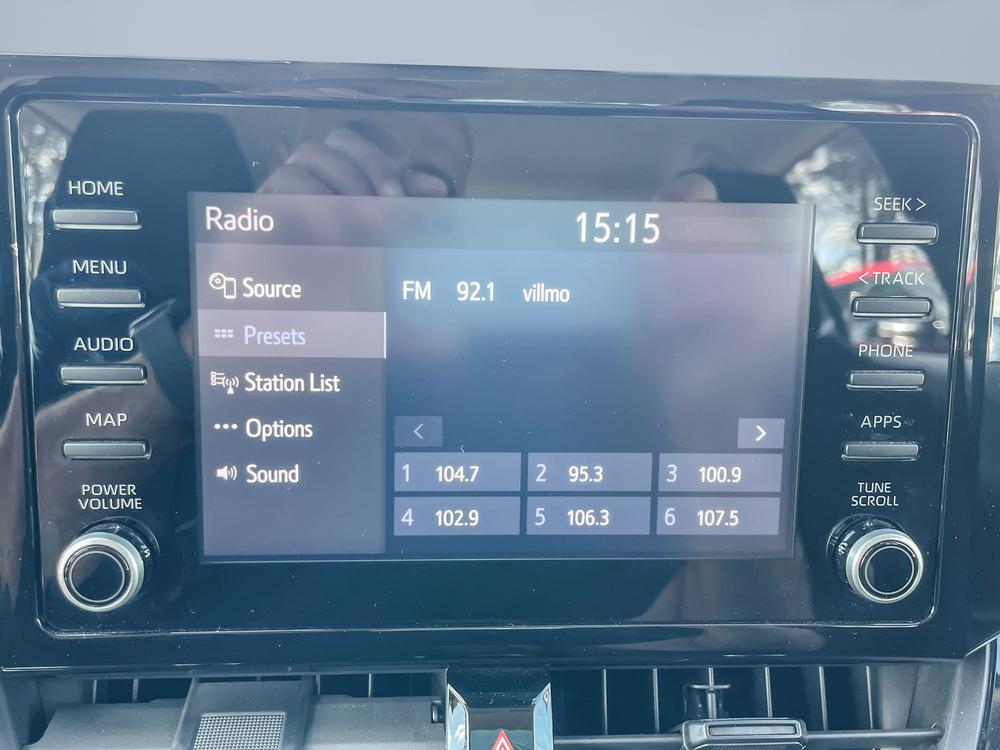 HOME
MENU
AUDIO
MAP
POWER
VOLUME
Radio 15:15
Source
Presets
Station List
Options
Sound
FM 92.1 villmo
< >
1 104.7 2 95.3 3 100.9
4 102.9 5 106.3 6 107.5
SEEK >
< TRACK
PHONE
APPS
TUNE
SCROLL